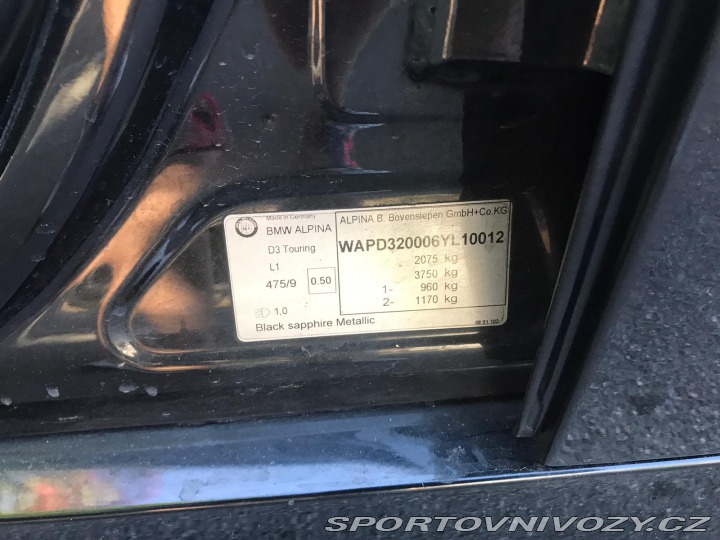 Made in Germany
BMW ALPINA
D3 Touring
L1
475/9 0.50
1,0
Black sapphire Metallic
ALPINA B. Bovensiepen GmbH+Co.KG
WAPD320006YL10012
2075 kg
3750 kg
1- 960 kg
2- 1170 kg
SPORTOVNIVOZY.CZ